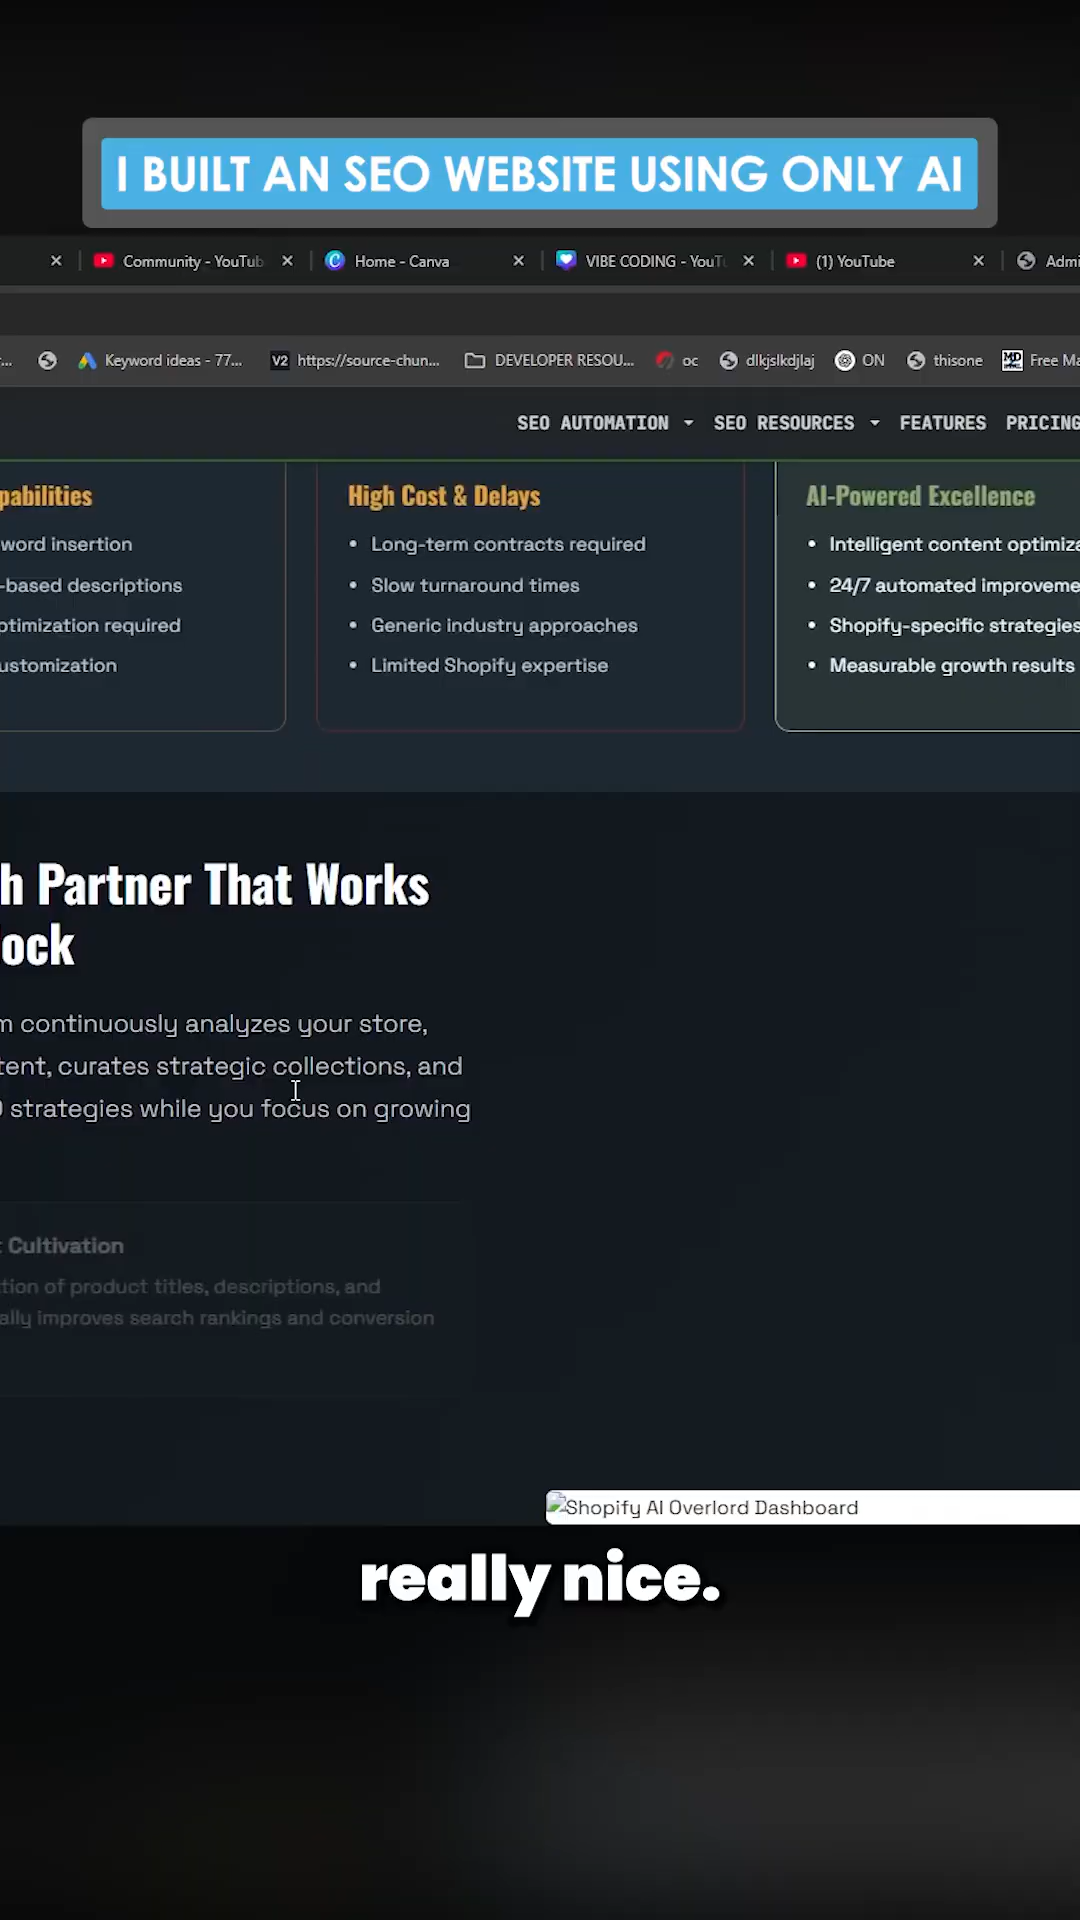 I BUILT AN SEO WEBSITE USING ONLY AI
Community - YouTub
Home - Canva
VIBE CODING - YouT
(1) YouTube
Admi
r...
Keyword ideas - 77...
V2
https://source-chun...
DEVELOPER RESOU...
oc
dlkjslkdjlaj
ON
thisone
MD
Free Ma
SEO AUTOMATION
SEO RESOURCES
FEATURES
PRICING
pabilities
word insertion
-based descriptions
ptimization required
ustomization
High Cost & Delays
• Long-term contracts required
• Slow turnaround times
• Generic industry approaches
• Limited Shopify expertise
AI-Powered Excellence
• Intelligent content optimiza
• 24/7 automated improveme
• Shopify-specific strategies
• Measurable growth results
h Partner That Works
lock
m continuously analyzes your store,
tent, curates strategic collections, and
O strategies while you focus on growing
t Cultivation
tion of product titles, descriptions, and
ally improves search rankings and conversion
Shopify AI Overlord Dashboard
really nice.